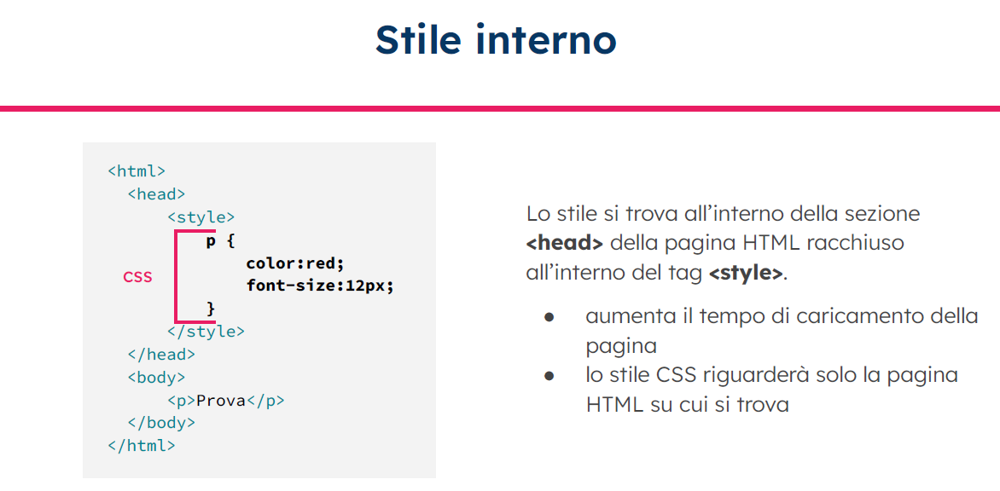 Stile interno
<html>
<head>
<style>
p {
color:red;
font-size:12px;
}
CSS
</style>
</head>
<body>
<p>Prova</p>
</body>
</html>
Lo stile si trova all’interno della sezione
<head> della pagina HTML racchiuso
all’interno del tag <style>.
● aumenta il tempo di caricamento della
pagina
● lo stile CSS riguarderà solo la pagina
HTML su cui si trova